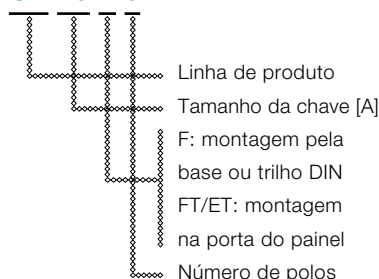 Linha de produto
Tamanho da chave [A]
F: montagem pela
base ou trilho DIN
FT/ET: montagem
na porta do painel
Número de polos